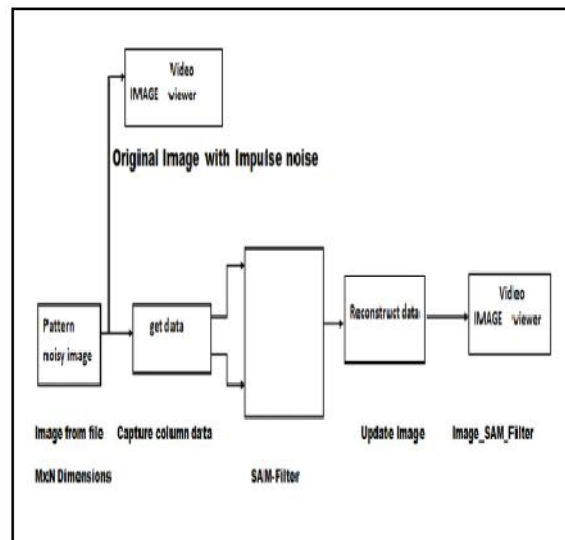 Video
IMAGE viewer
Original Image with Impulse noise
Pattern
noisy image
get data
Reconstruct data
Video
IMAGE viewer
Image from file
Capture column data
Update Image
Image_SAM_Filter
MxN Dimensions
SAM-Filter